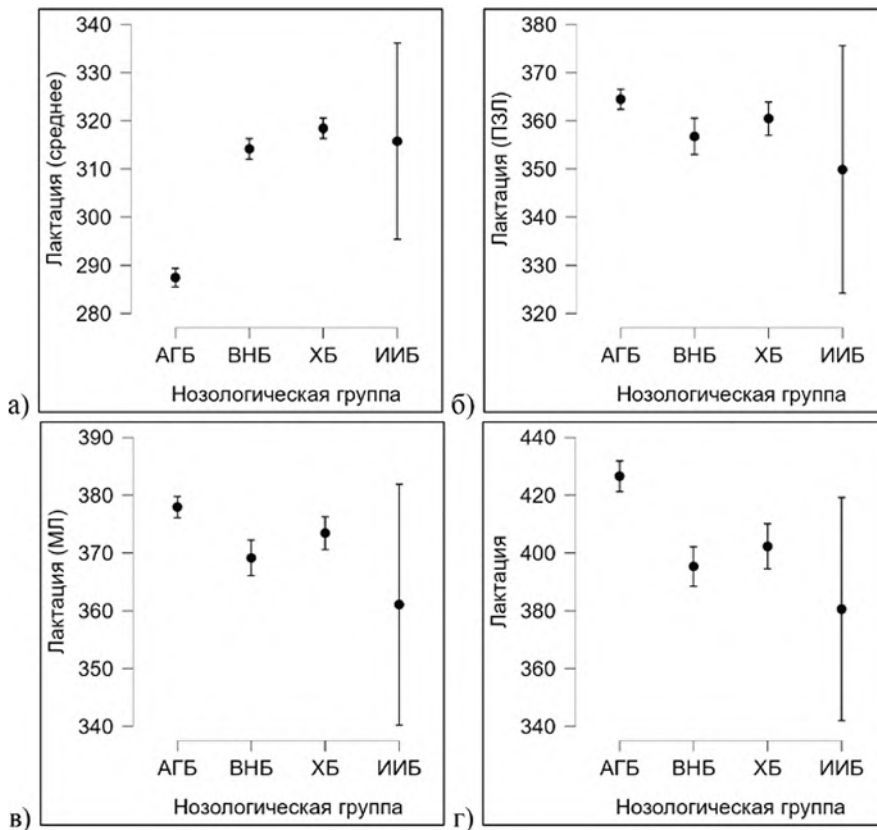 340
330
320
310
300
290
280
Лактация (среднее)
АГБ ВНБ ХБ ИИБ
Нозологическая группа
а)
380
370
360
350
340
330
320
Лактация (ПЗЛ)
АГБ ВНБ ХБ ИИБ
Нозологическая группа
б)
390
380
370
360
350
340
Лактация (МЛ)
АГБ ВНБ ХБ ИИБ
Нозологическая группа
в)
440
420
400
380
360
340
Лактация
АГБ ВНБ ХБ ИИБ
Нозологическая группа
г)